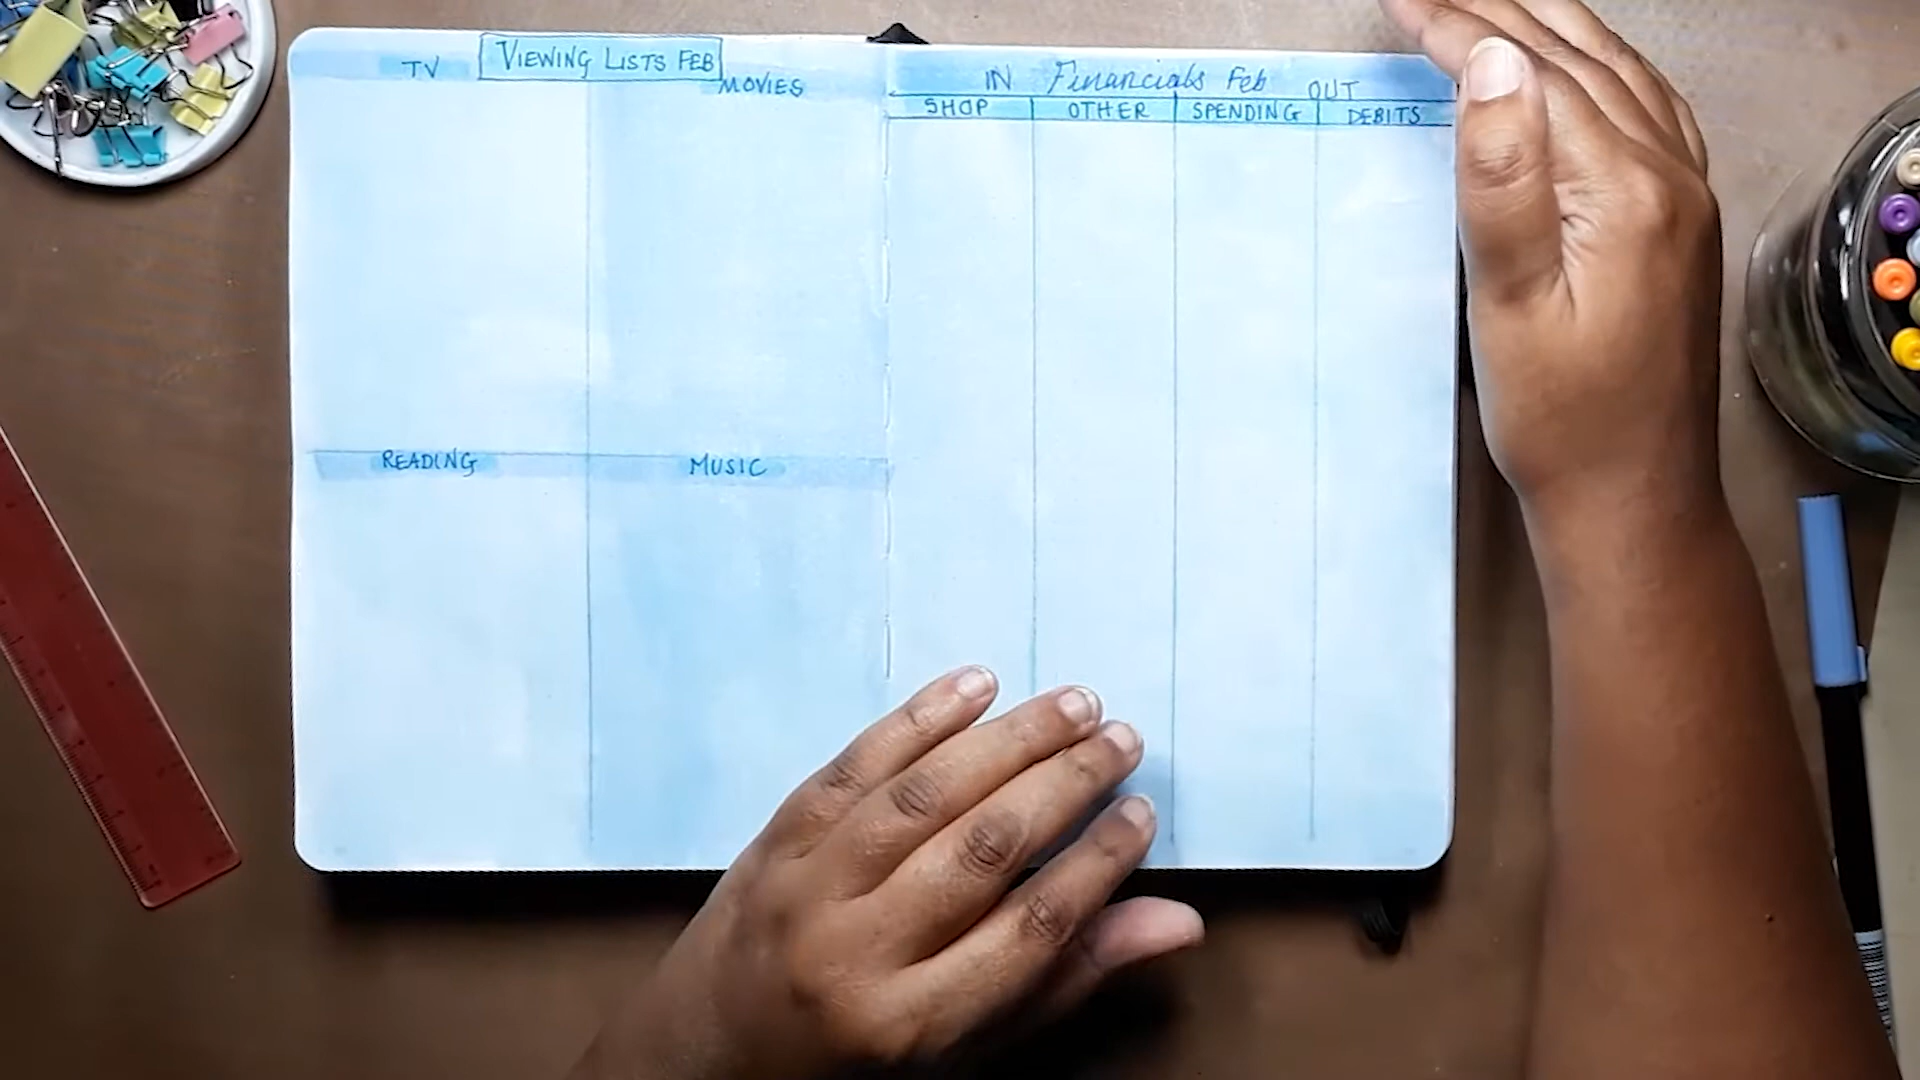 VIEWING LISTS FEB
TV
MOVIES
READING
MUSIC
Financials Feb
IN
OUT
SHOP
OTHER
SPENDING
DEBITS